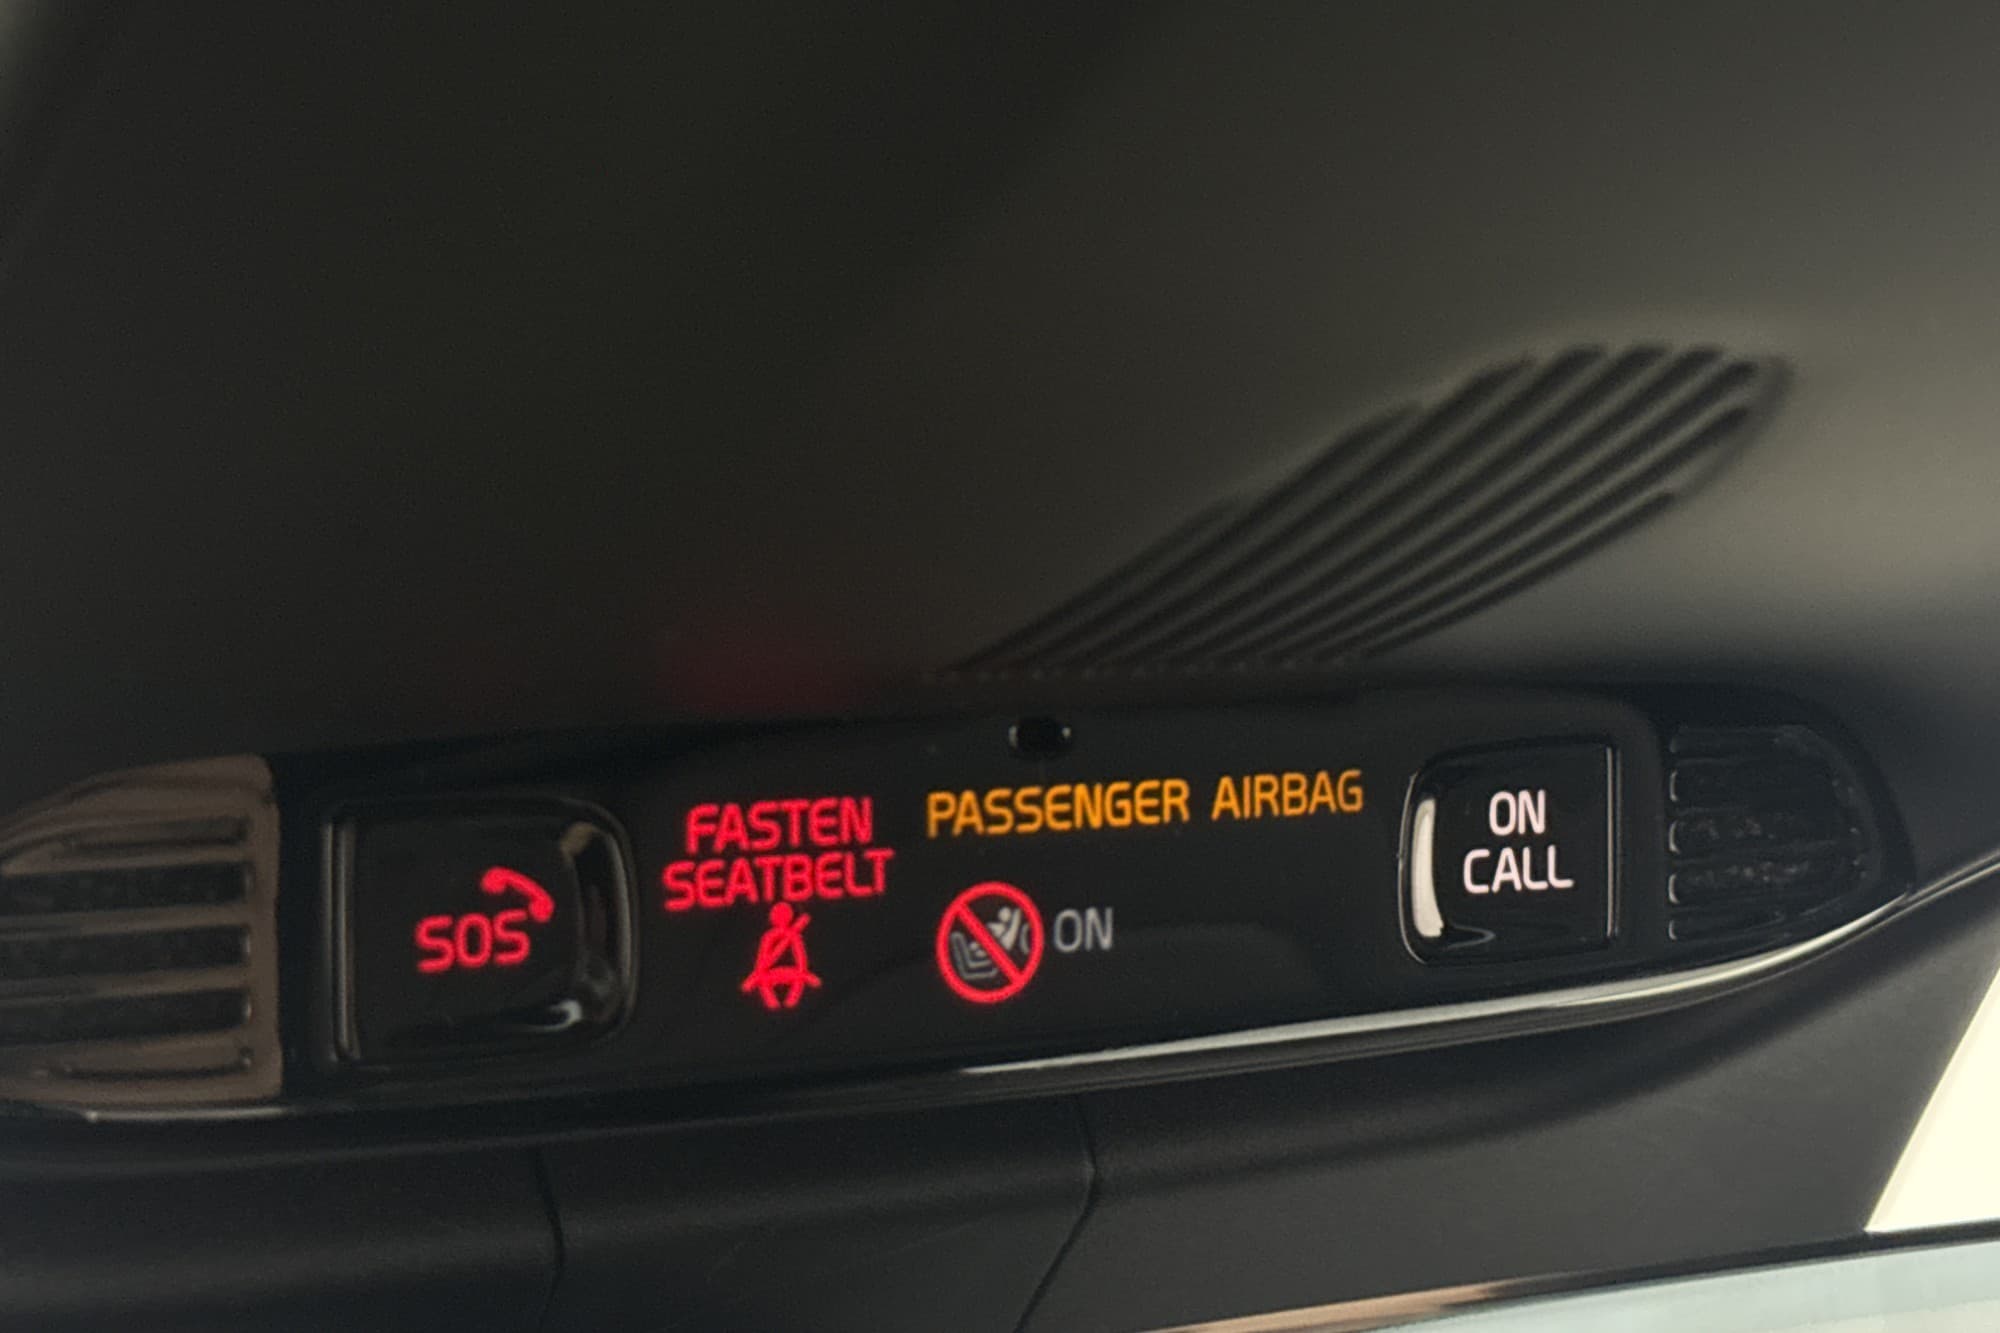 SOS
FASTEN
SEATBELT
PASSENGER AIRBAG
ON
ON
CALL